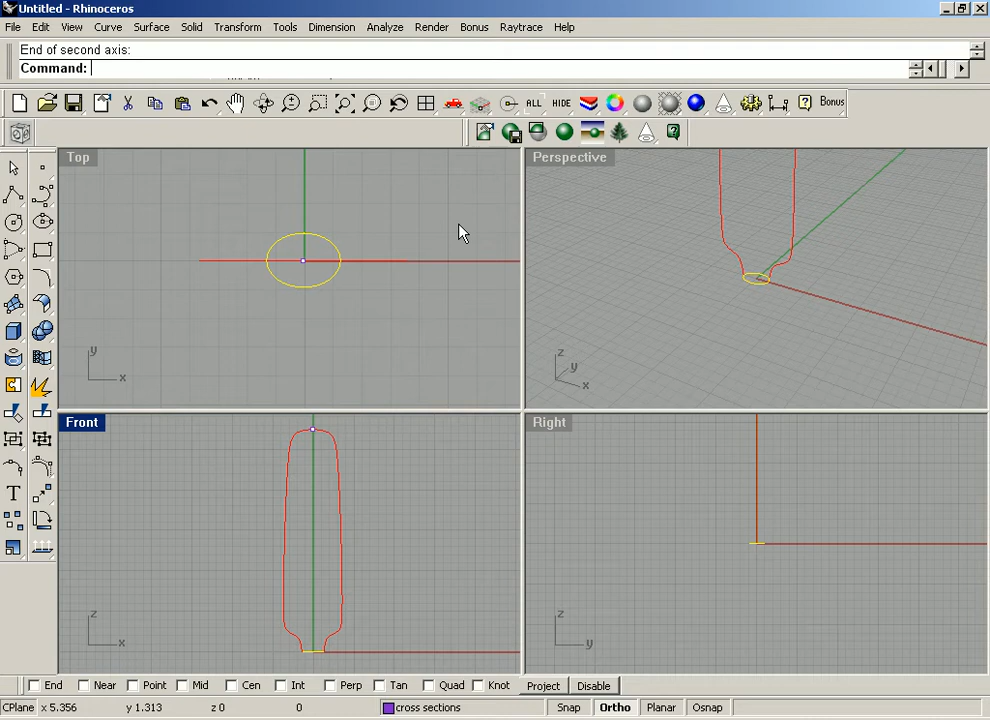 Untitled - Rhinoceros
File Edit View Curve Surface Solid Transform Tools Dimension Analyze Render Bonus Raytrace Help
End of second axis:
Command:
ALL HIDE Bonus
Top
Perspective
y
x
z
y
x
T
Front
Right
z
x
z
y
End Near Point Mid Cen Int Perp Tan Quad Knot Project Disable
CPlane x 5.356 y 1.313 z 0 0 cross sections Snap Ortho Planar Osnap